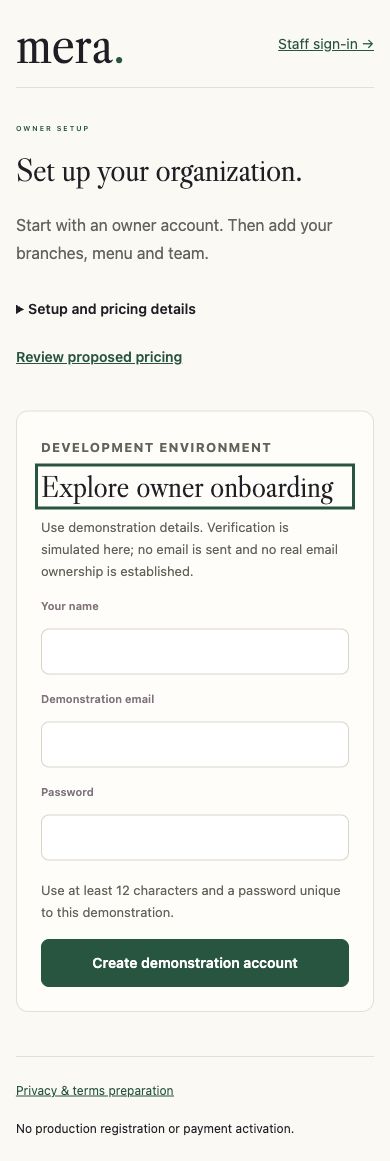 mera.
Staff sign-in →
OWNER SETUP
Set up your organization.
Start with an owner account. Then add your
branches, menu and team.
▶ Setup and pricing details
Review proposed pricing
DEVELOPMENT ENVIRONMENT
Explore owner onboarding
Use demonstration details. Verification is
simulated here; no email is sent and no real email
ownership is established.
Your name
Demonstration email
Password
Use at least 12 characters and a password unique
to this demonstration.
Create demonstration account
Privacy & terms preparation
No production registration or payment activation.